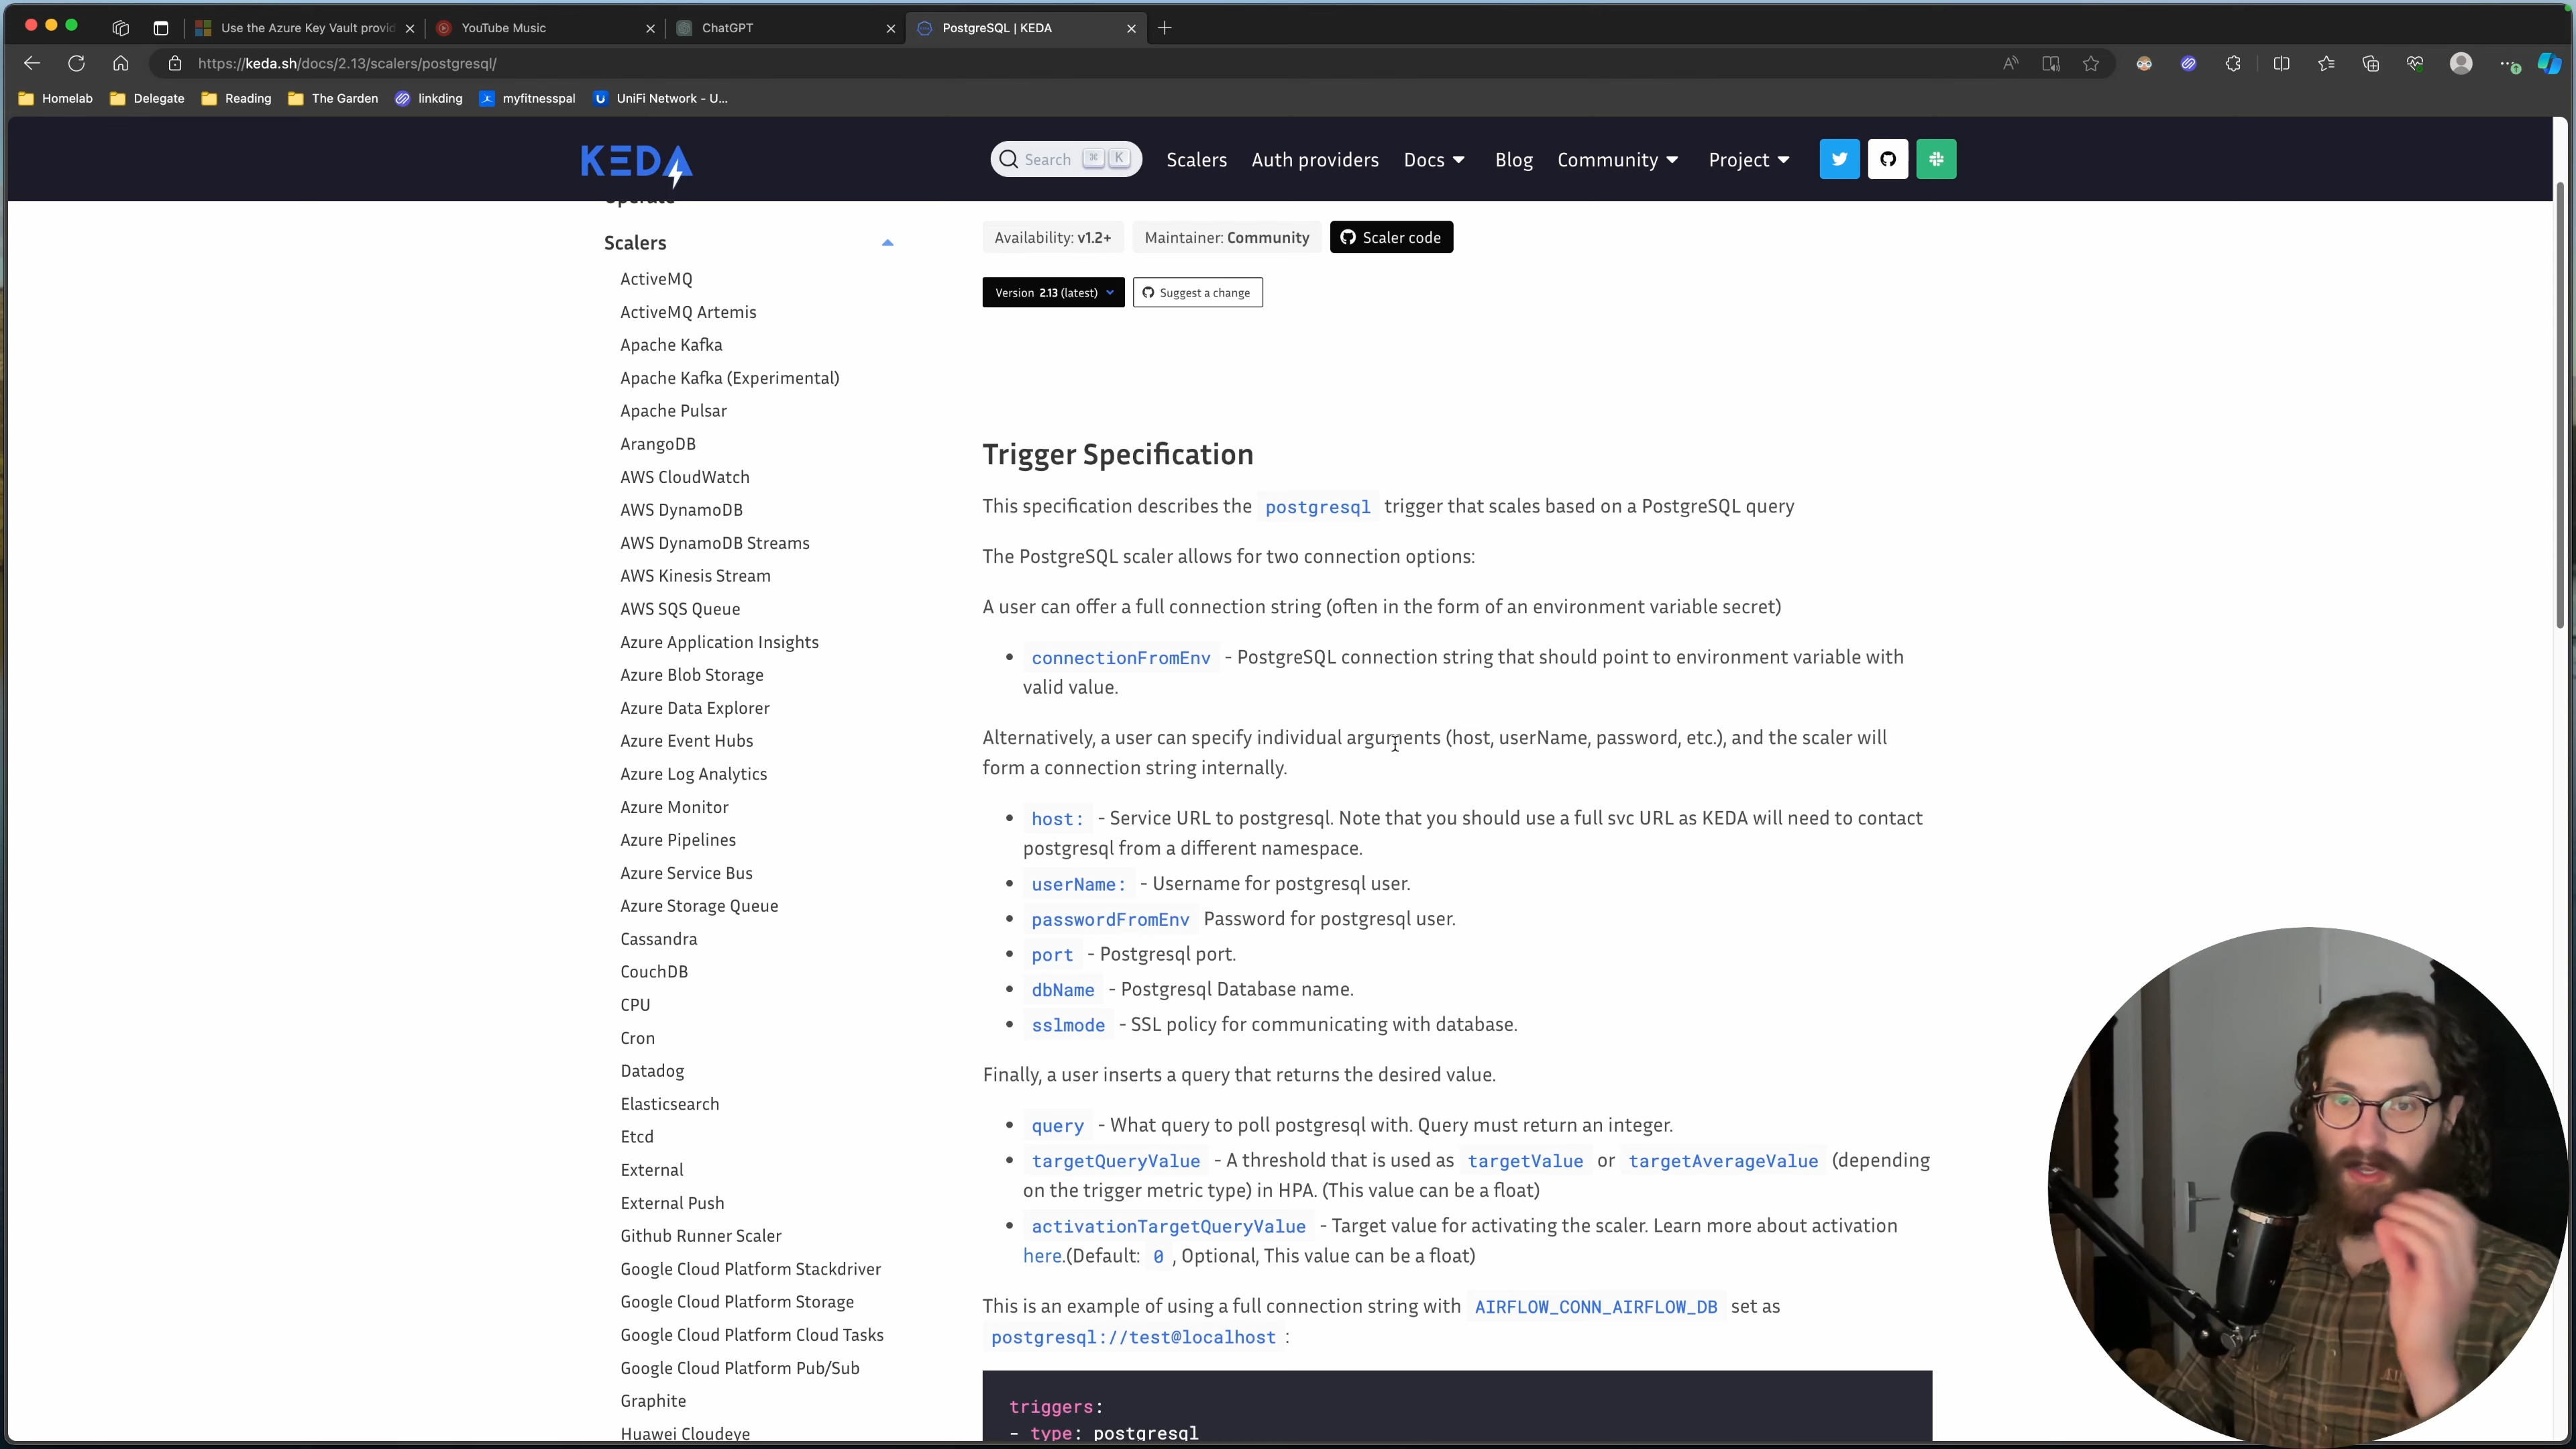 Use the Azure Key Vault provid
YouTube Music
ChatGPT
PostgreSQL | KEDA
https://keda.sh/docs/2.13/scalers/postgresql/
Homelab
Delegate
Reading
The Garden
linkding
myfitnesspal
UniFi Network - U...
KEDA
Search ⌘ K
Scalers
Auth providers
Docs
Blog
Community
Project
Operate
Scalers
ActiveMQ
ActiveMQ Artemis
Apache Kafka
Apache Kafka (Experimental)
Apache Pulsar
ArangoDB
AWS CloudWatch
AWS DynamoDB
AWS DynamoDB Streams
AWS Kinesis Stream
AWS SQS Queue
Azure Application Insights
Azure Blob Storage
Azure Data Explorer
Azure Event Hubs
Azure Log Analytics
Azure Monitor
Azure Pipelines
Azure Service Bus
Azure Storage Queue
Cassandra
CouchDB
CPU
Cron
Datadog
Elasticsearch
Etcd
External
External Push
Github Runner Scaler
Google Cloud Platform Stackdriver
Google Cloud Platform Storage
Google Cloud Platform Cloud Tasks
Google Cloud Platform Pub/Sub
Graphite
Huawei Cloudeye
Availability: v1.2+
Maintainer: Community
Scaler code
Version 2.13 (latest)
Suggest a change
Trigger Specification
This specification describes the postgresql trigger that scales based on a PostgreSQL query
The PostgreSQL scaler allows for two connection options:
A user can offer a full connection string (often in the form of an environment variable secret)
• connectionFromEnv - PostgreSQL connection string that should point to environment variable with
valid value.
Alternatively, a user can specify individual arguments (host, userName, password, etc.), and the scaler will
form a connection string internally.
• host: - Service URL to postgresql. Note that you should use a full svc URL as KEDA will need to contact
postgresql from a different namespace.
• userName: - Username for postgresql user.
• passwordFromEnv Password for postgresql user.
• port - Postgresql port.
• dbName - Postgresql Database name.
• sslmode - SSL policy for communicating with database.
Finally, a user inserts a query that returns the desired value.
• query - What query to poll postgresql with. Query must return an integer.
• targetQueryValue - A threshold that is used as targetValue or targetAverageValue (depending
on the trigger metric type) in HPA. (This value can be a float)
• activationTargetQueryValue - Target value for activating the scaler. Learn more about activation
here.(Default: 0 , Optional, This value can be a float)
This is an example of using a full connection string with AIRFLOW_CONN_AIRFLOW_DB set as
postgresql://test@localhost :
triggers:
- type: postgresql